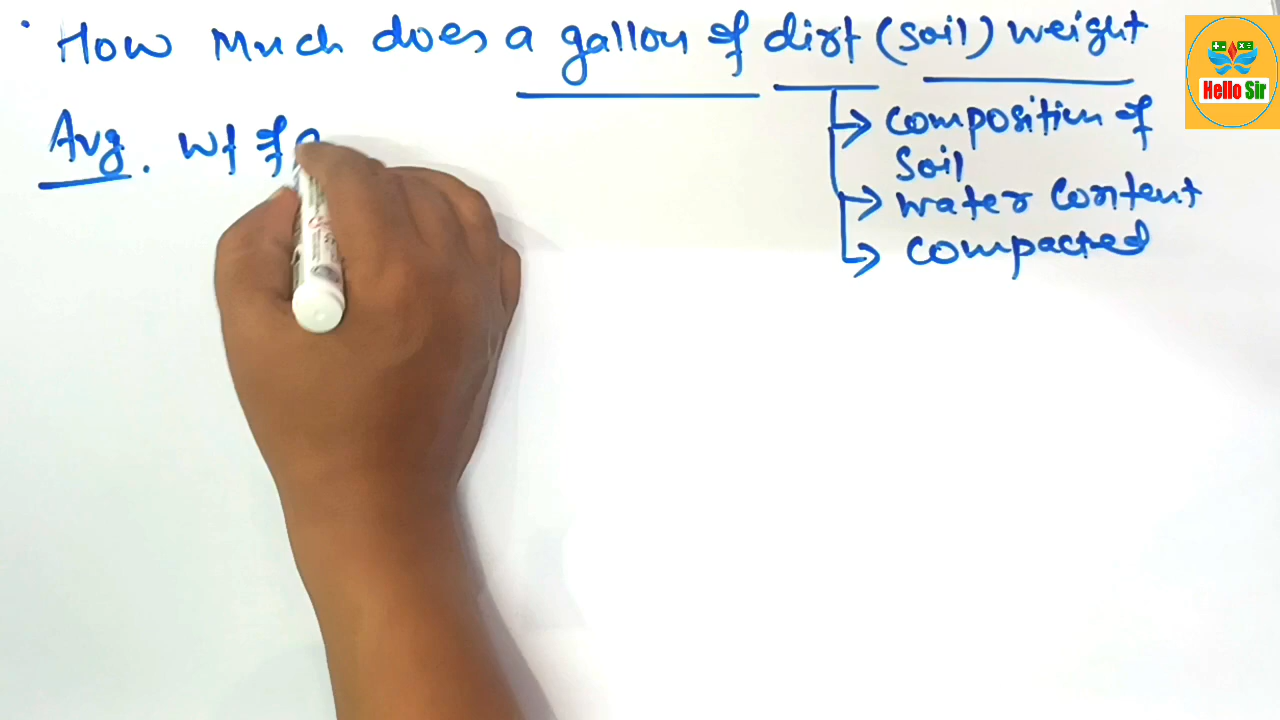 How Much does a gallon of dirt (soil) weight
Hello Sir
composition of
soil
Avg. Wt of a
water content
compacted